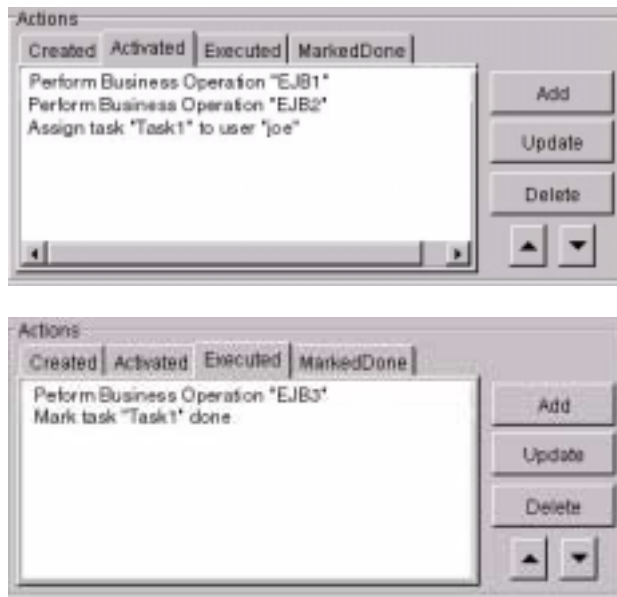 Actions
Created Activated Executed MarkedDone
Perform Business Operation "EJB1"
Perform Business Operation "EJB2"
Assign task "Task1" to user "joe"
Add
Update
Delete
Actions
Created Activated Executed MarkedDone
Peform Business Operation "EJB3"
Mark task "Task1" done
Add
Update
Delete